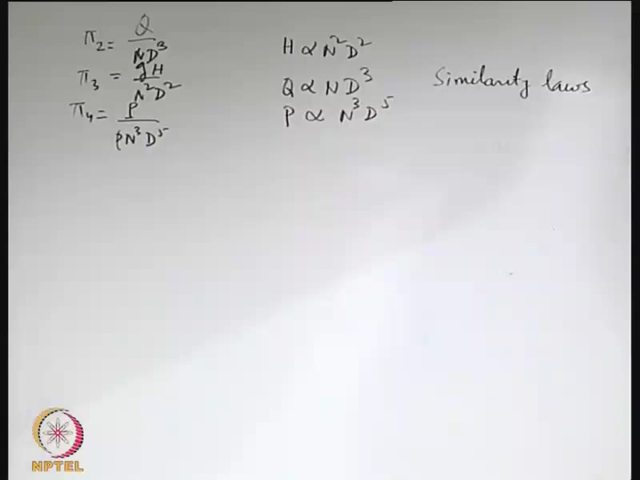 π₂ = Q / ND³
π₃ = gH / N²D²
π₄ = P / ρN³D⁵
H ∝ N²D²
Q ∝ ND³
P ∝ N³D⁵
Similarity laws
NPTEL